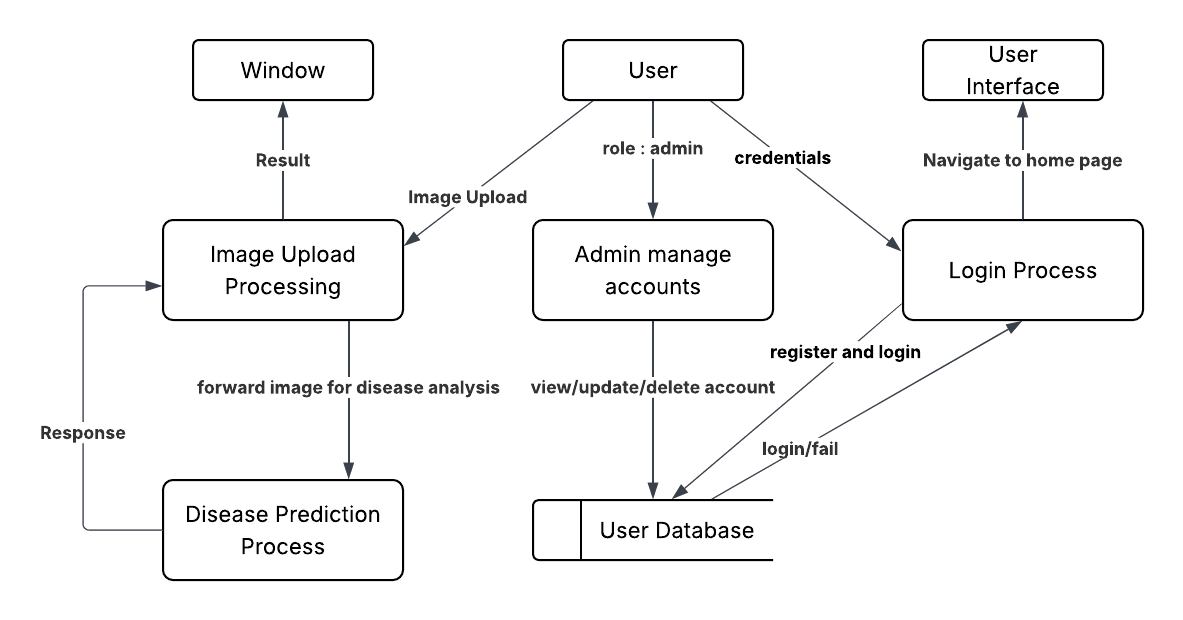 Window
User
User
Interface
role : admin
credentials
Result
Navigate to home page
Image Upload
Image Upload
Processing
Admin manage
accounts
Login Process
register and login
forward image for disease analysis
view/update/delete account
Response
login/fail
Disease Prediction
Process
User Database